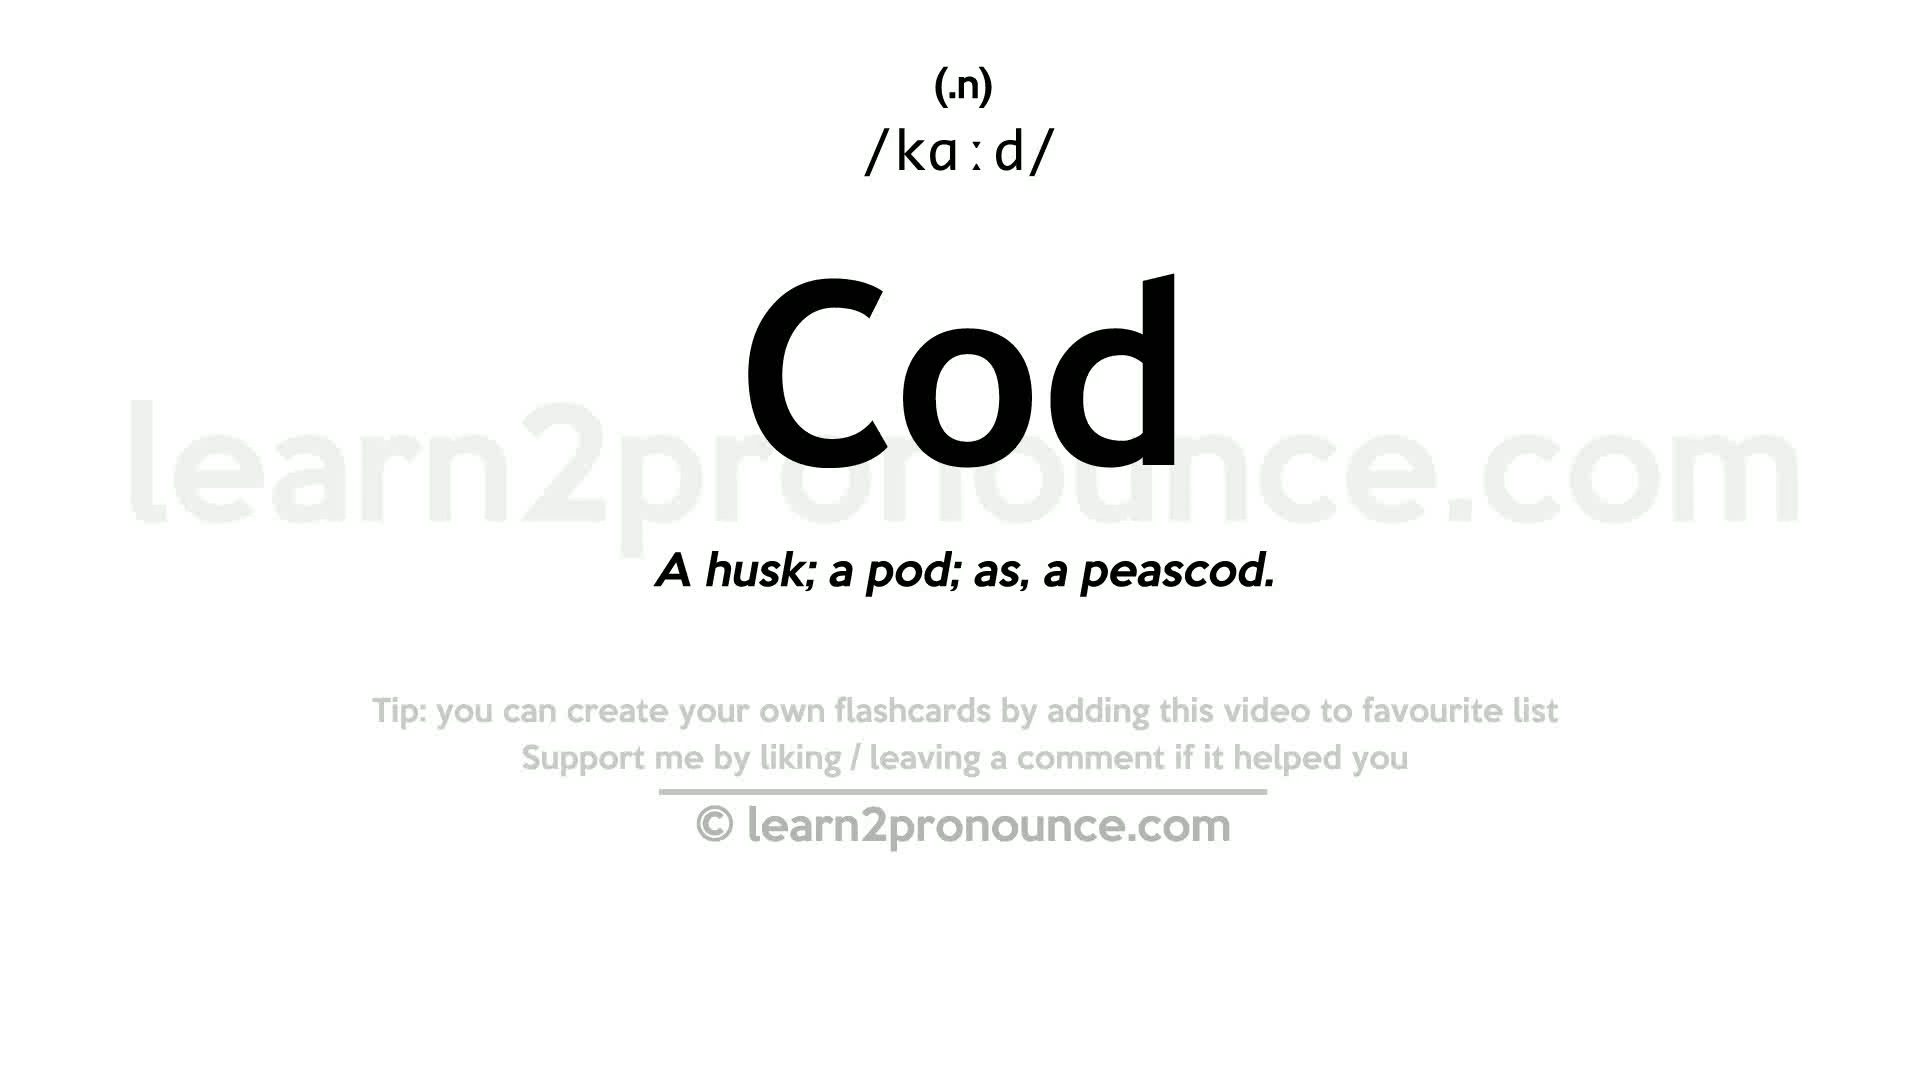 (.n)
/kɑːd/
Cod
learn2pronounce.com
A husk; a pod; as, a peascod.
Tip: you can create your own flashcards by adding this video to favourite list
Support me by liking / leaving a comment if it helped you
© learn2pronounce.com